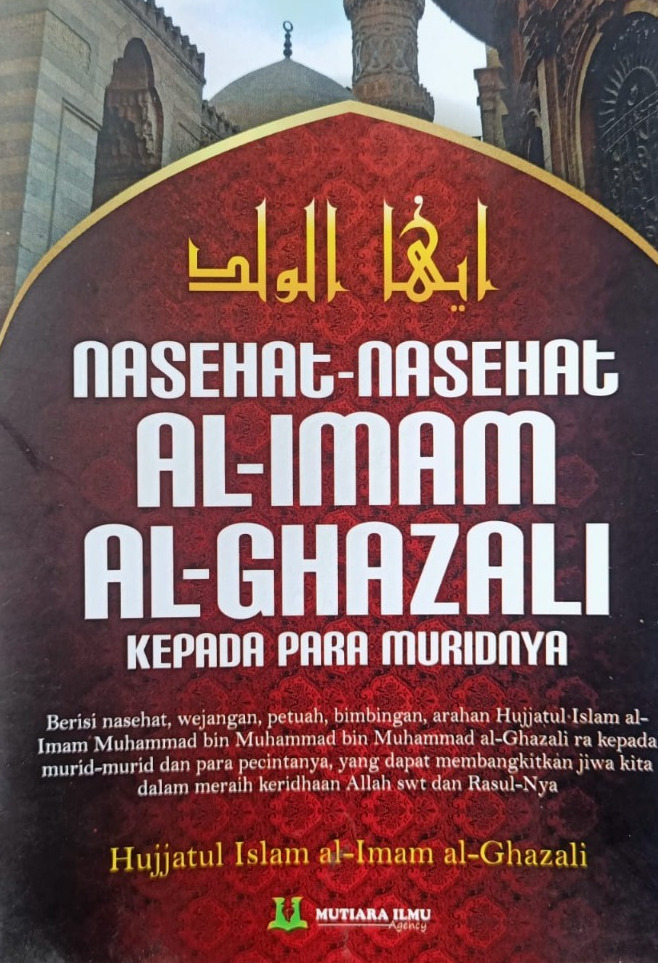 ايها الولد
NASEHAT-NASEHAT
AL-IMAM
AL-GHAZALI
KEPADA PARA MURIDNYA
Berisi nasehat, wejangan, petuah, bimbingan, arahan Hujjatul Islam al-
Imam Muhammad bin Muhammad bin Muhammad al-Ghazali ra kepada
murid-murid dan para pecintanya, yang dapat membangkitkan jiwa kita
dalam meraih keridhaan Allah swt dan Rasul-Nya
Hujjatul Islam al-Imam al-Ghazali
MUTIARA ILMU
Agency